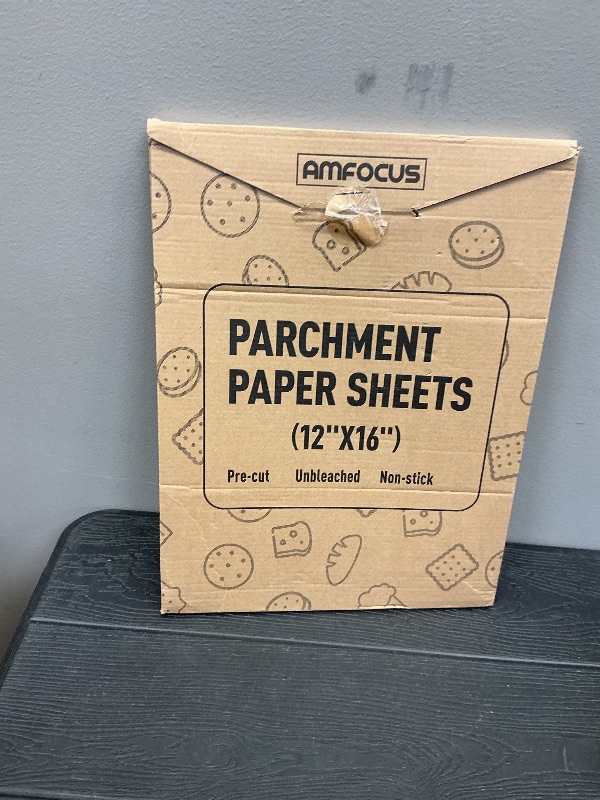 AMFOCUS
PARCHMENT
PAPER SHEETS
(12''X16'')
Pre-cut Unbleached Non-stick